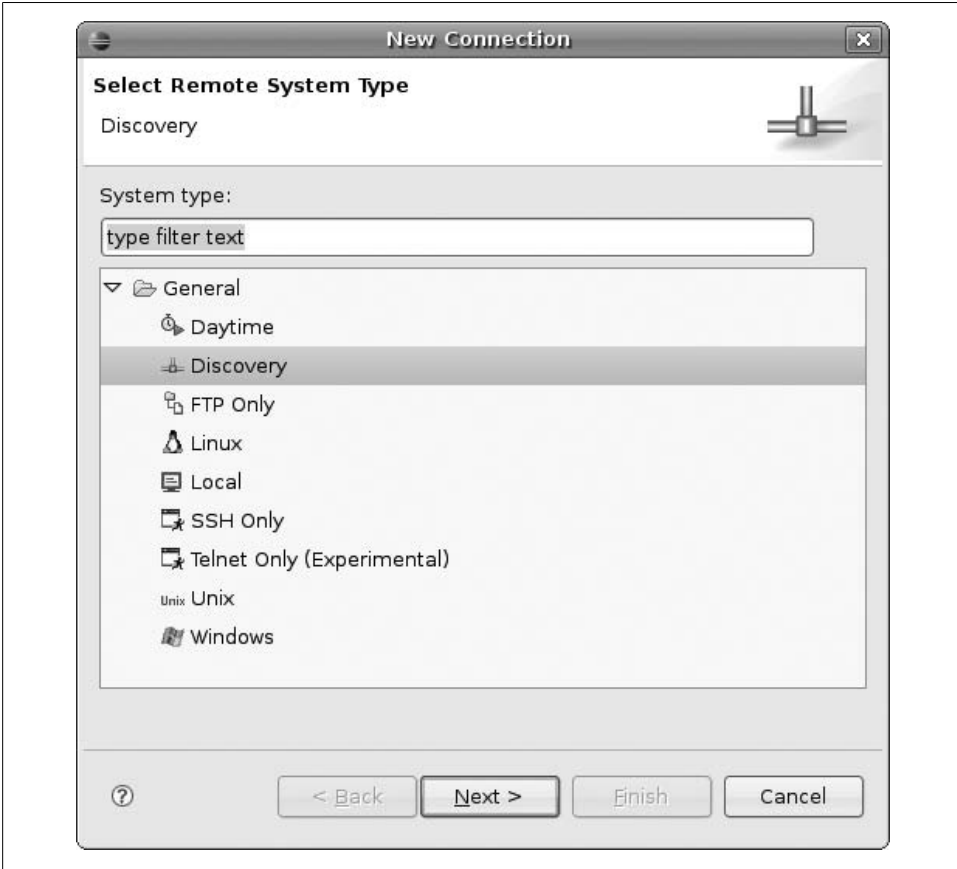 New Connection
Select Remote System Type
Discovery
System type:
type filter text
General
Daytime
Discovery
FTP Only
Linux
Local
SSH Only
Telnet Only (Experimental)
Unix Unix
Windows
< Back Next > Finish Cancel